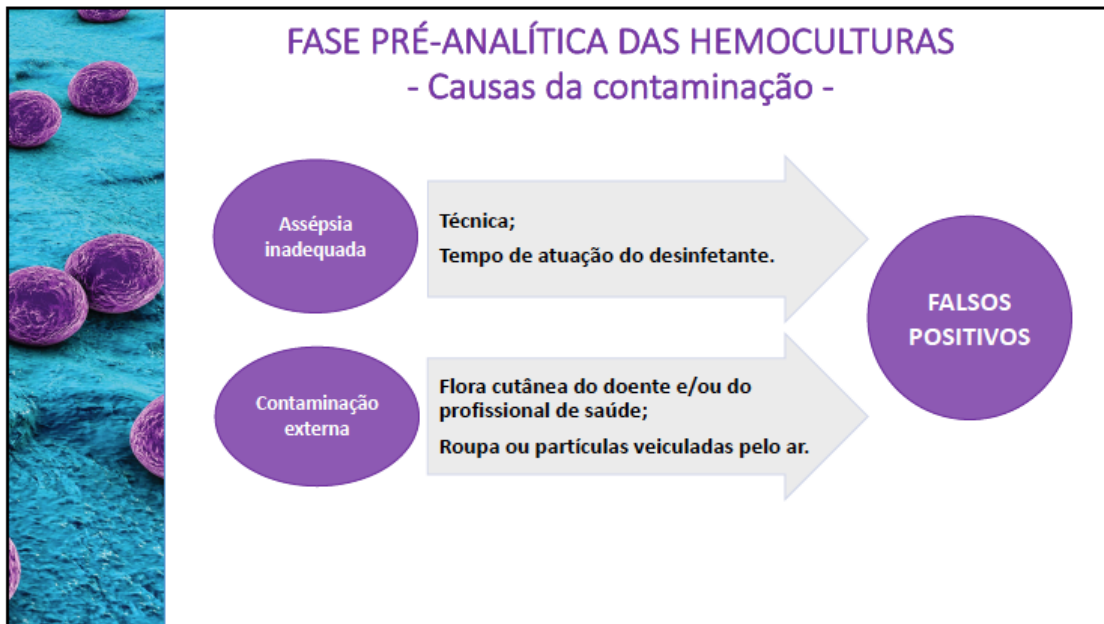 FASE PRÉ-ANALÍTICA DAS HEMOCULTURAS
- Causas da contaminação -
Assépsia
inadequada
Técnica;
Tempo de atuação do desinfetante.
Contaminação
externa
Flora cutânea do doente e/ou do
profissional de saúde;
Roupa ou partículas veiculadas pelo ar.
FALSOS
POSITIVOS